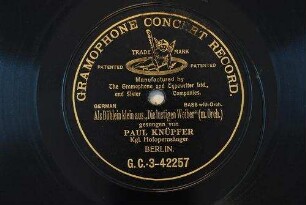 GRAMOPHONE CONCERT RECORD.
TRADE MARK
PATENTED PATENTED
Manufactured by
The Gramophone and Typewriter Ltd.,
and Sister Companies.
GERMAN BASS with Orch.
Als Büblein klein aus „Die lustigen Weiber" (m. Orch.)
gesungen von
PAUL KNÜPFER
Kgl. Hofopernsänger
BERLIN.
G.C.-3-42257